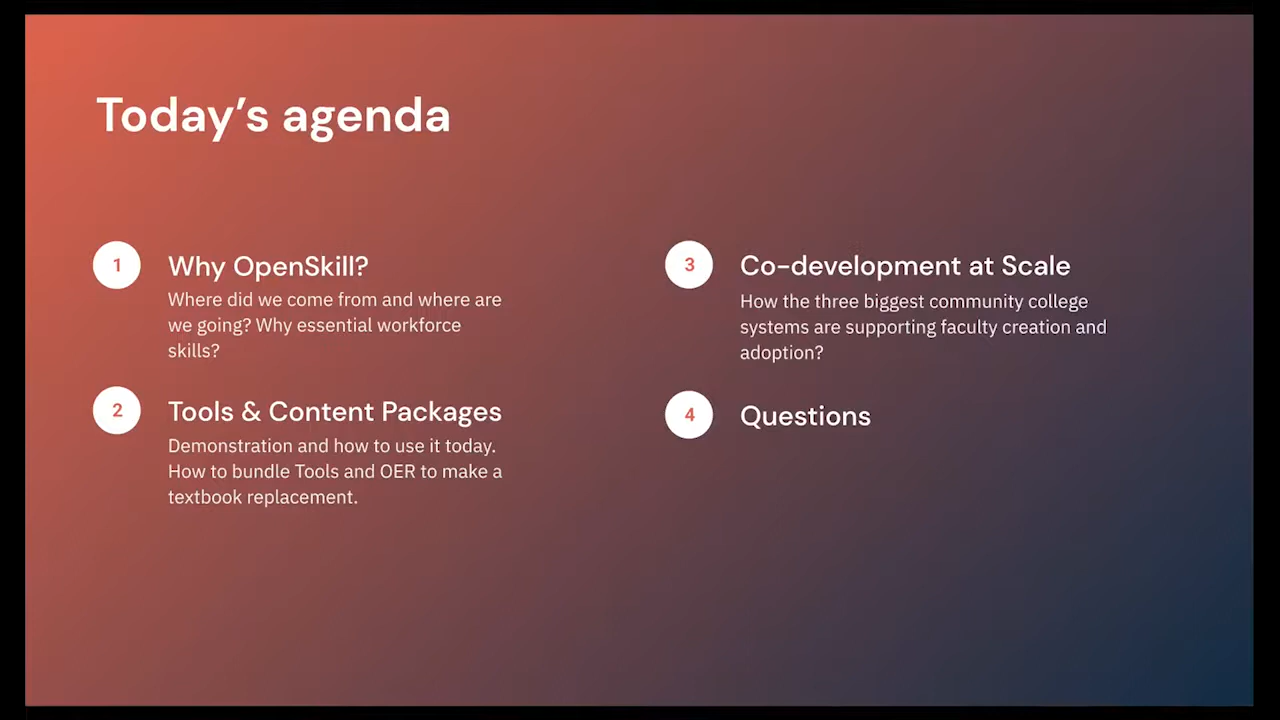 Today's agenda
1
Why OpenSkill?
Where did we come from and where are
we going? Why essential workforce
skills?
2
Tools & Content Packages
Demonstration and how to use it today.
How to bundle Tools and OER to make a
textbook replacement.
3
Co-development at Scale
How the three biggest community college
systems are supporting faculty creation and
adoption?
4
Questions